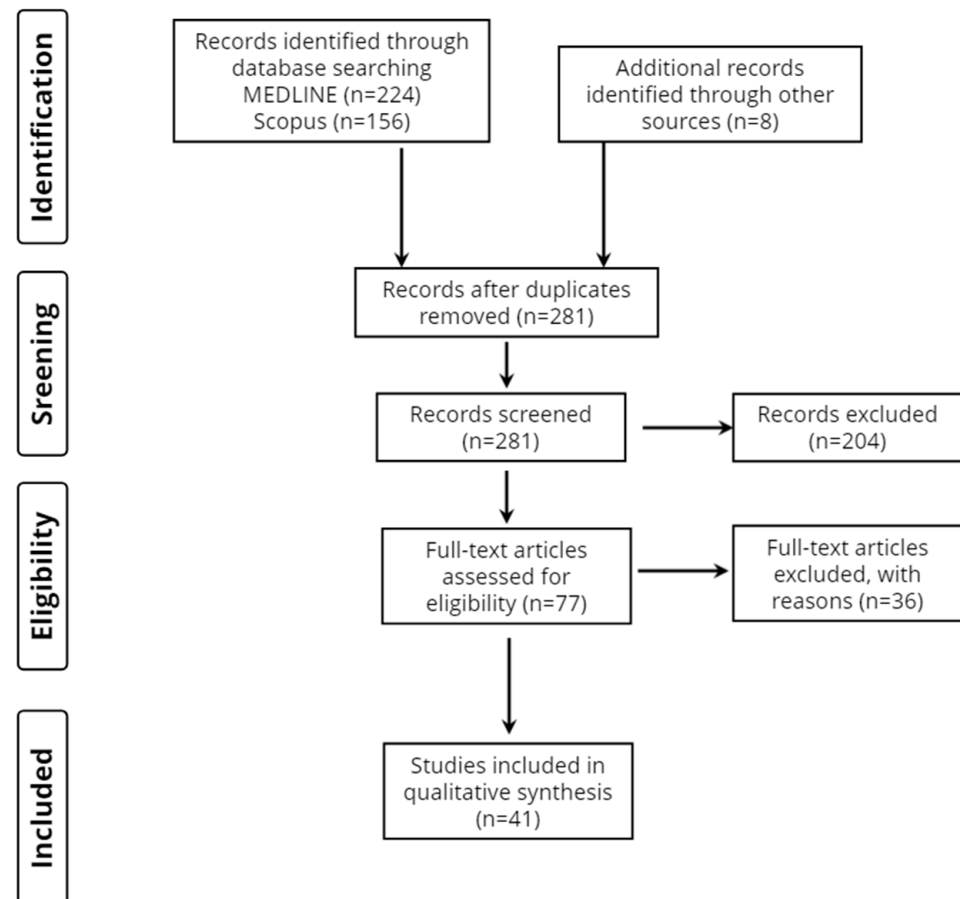 Identification
Records identified through
database searching
MEDLINE (n=224)
Scopus (n=156)
Additional records
identified through other
sources (n=8)
Sreening
Records after duplicates
removed (n=281)
Records screened
(n=281)
Records excluded
(n=204)
Eligibility
Full-text articles
assessed for
eligibility (n=77)
Full-text articles
excluded, with
reasons (n=36)
Included
Studies included in
qualitative synthesis
(n=41)